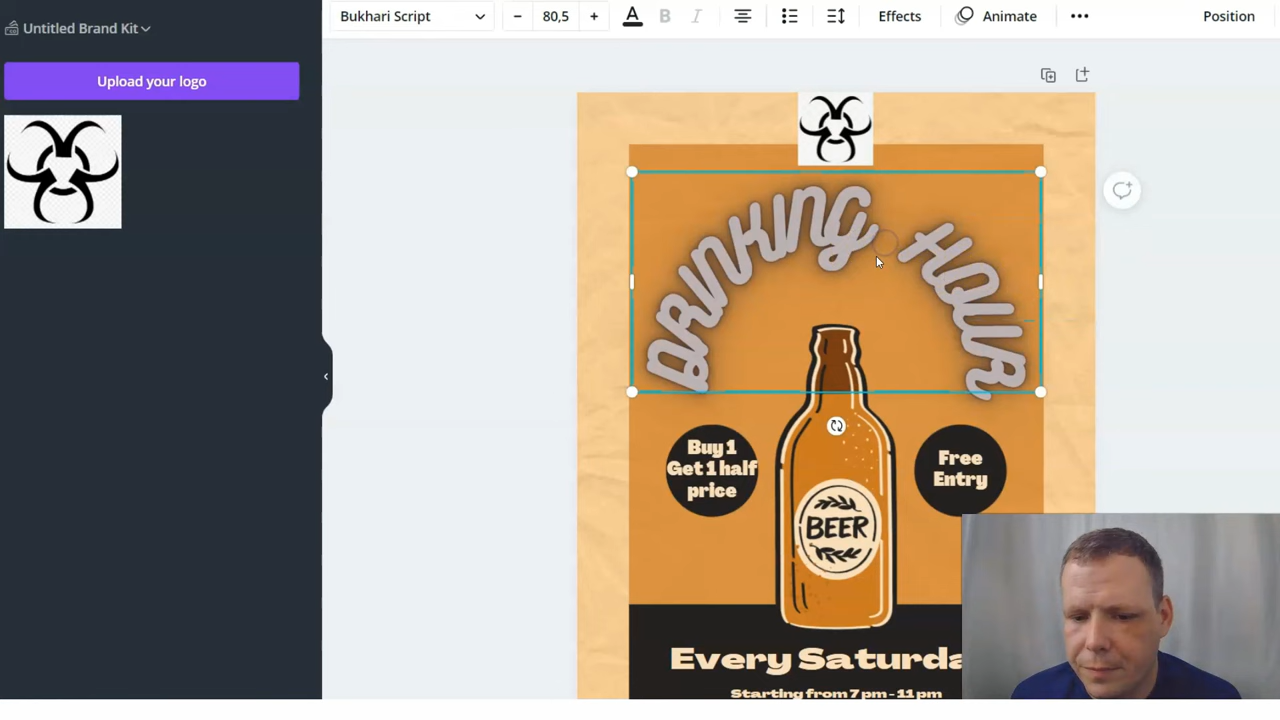 Untitled Brand Kit
Upload your logo
Bukhari Script
80,5
A
B
I
Effects
Animate
Position
DRINKING HOUR
Buy 1
Get 1 half
price
Free
Entry
BEER
Every Saturda
Starting from 7 pm - 11 pm